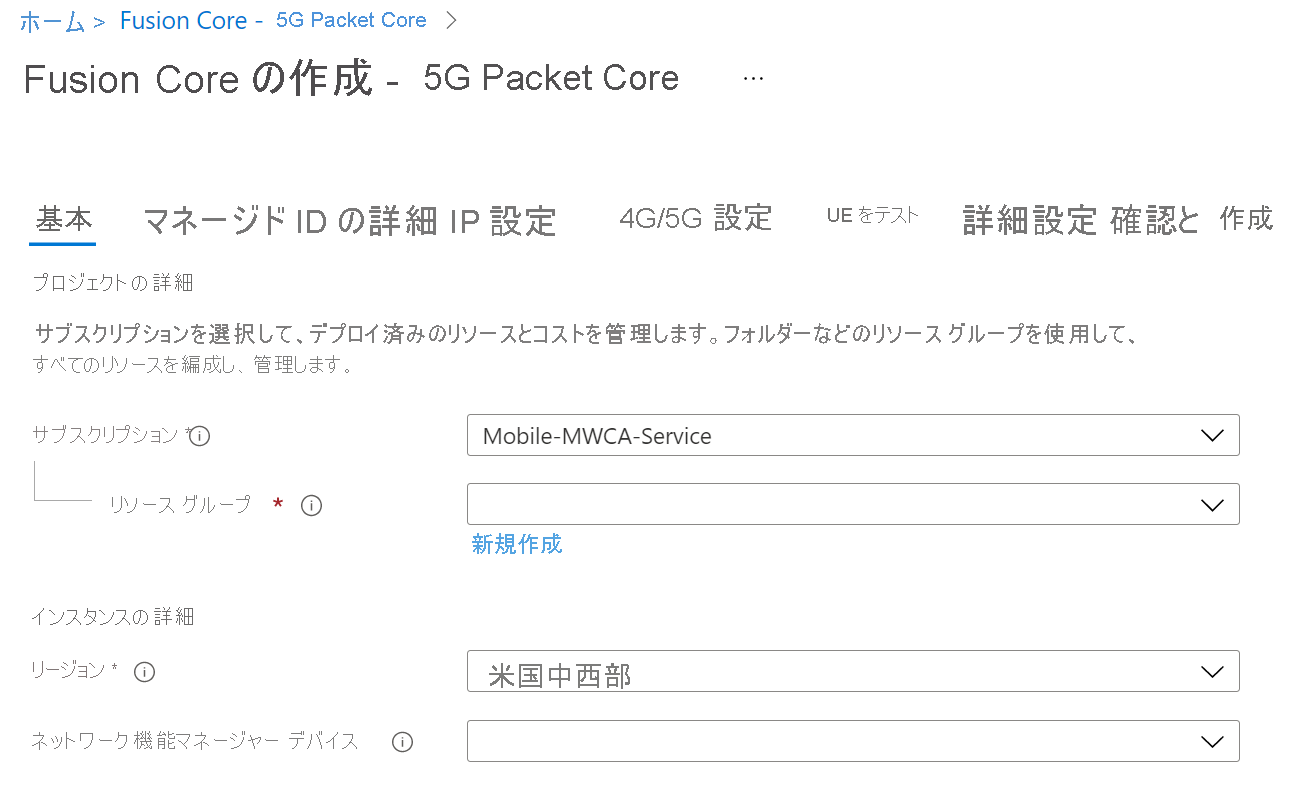 ホーム > Fusion Core - 5G Packet Core >
Fusion Core の作成 - 5G Packet Core ...
基本 マネージド ID の詳細 IP 設定 4G/5G 設定 UE をテスト 詳細設定 確認と 作成
プロジェクトの詳細
サブスクリプションを選択して、デプロイ済みのリソースとコストを管理します。フォルダーなどのリソース グループを使用して、
すべてのリソースを編成し、管理します。
サブスクリプション * Mobile-MWCA-Service
リソース グループ *
新規作成
インスタンスの詳細
リージョン * 米国中西部
ネットワーク機能マネージャー デバイス